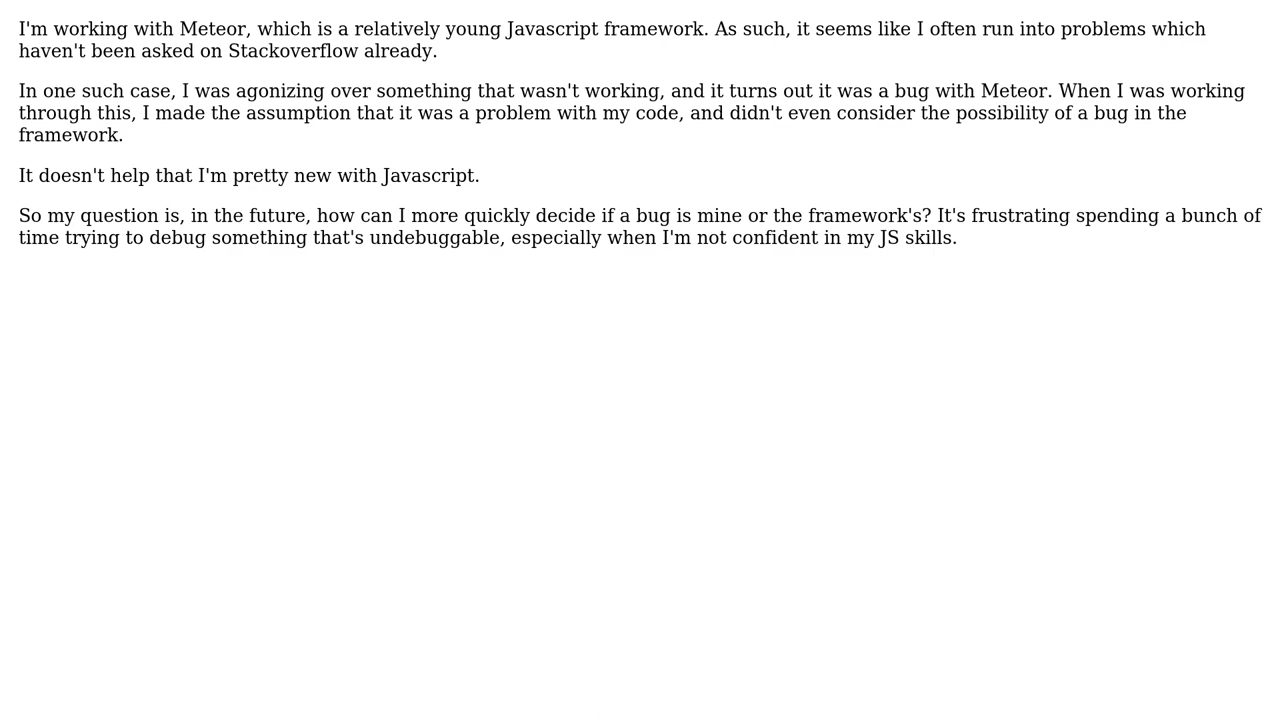 I'm working with Meteor, which is a relatively young Javascript framework. As such, it seems like I often run into problems which
haven't been asked on Stackoverflow already.
In one such case, I was agonizing over something that wasn't working, and it turns out it was a bug with Meteor. When I was working
through this, I made the assumption that it was a problem with my code, and didn't even consider the possibility of a bug in the
framework.
It doesn't help that I'm pretty new with Javascript.
So my question is, in the future, how can I more quickly decide if a bug is mine or the framework's? It's frustrating spending a bunch of
time trying to debug something that's undebuggable, especially when I'm not confident in my JS skills.